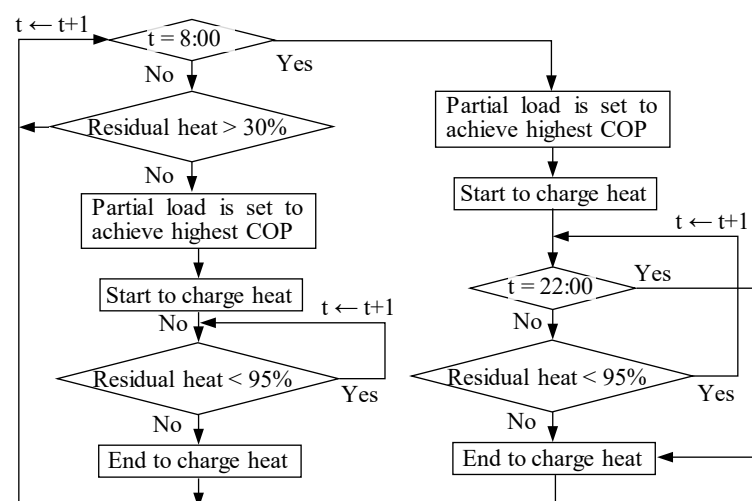 t ← t+1
t = 8:00
No
Yes
Residual heat > 30%
No
Partial load is set to
achieve highest COP
Start to charge heat
t ← t+1
No
Residual heat < 95%
Yes
No
End to charge heat
Partial load is set to
achieve highest COP
Start to charge heat
t ← t+1
t = 22:00
Yes
No
Residual heat < 95%
Yes
No
End to charge heat